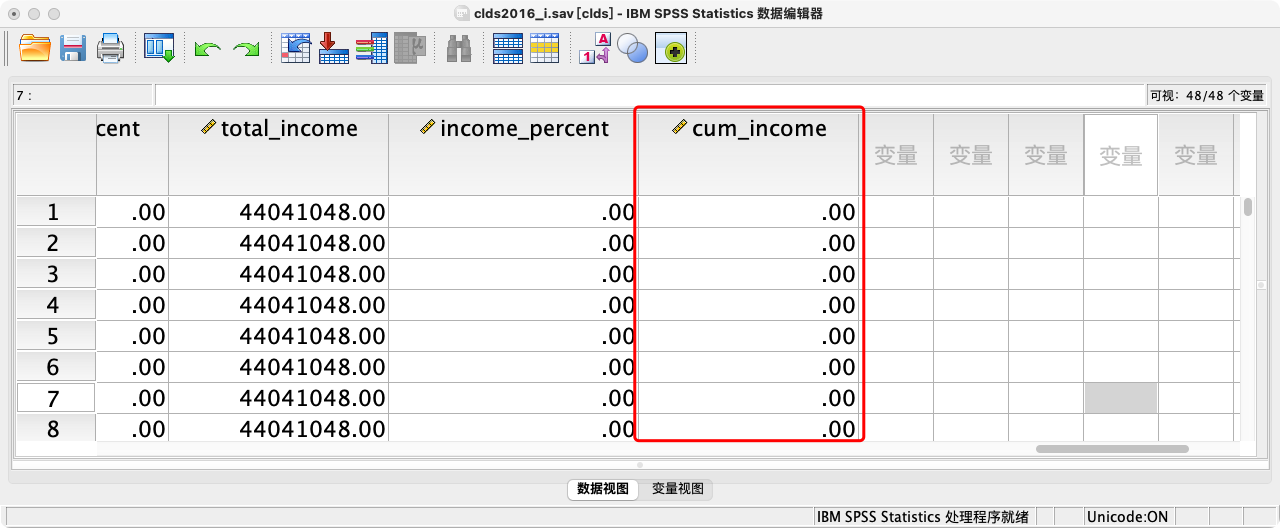 clds2016_i.sav [clds] - IBM SPSS Statistics 数据编辑器
A
1
μ
7 :
可视: 48/48 个变量
cent total_income income_percent cum_income 变量 变量 变量 变量 变量
1 .00 44041048.00 .00 .00
2 .00 44041048.00 .00 .00
3 .00 44041048.00 .00 .00
4 .00 44041048.00 .00 .00
5 .00 44041048.00 .00 .00
6 .00 44041048.00 .00 .00
7 .00 44041048.00 .00 .00
8 .00 44041048.00 .00 .00
数据视图 变量视图
IBM SPSS Statistics 处理程序就绪 Unicode:ON